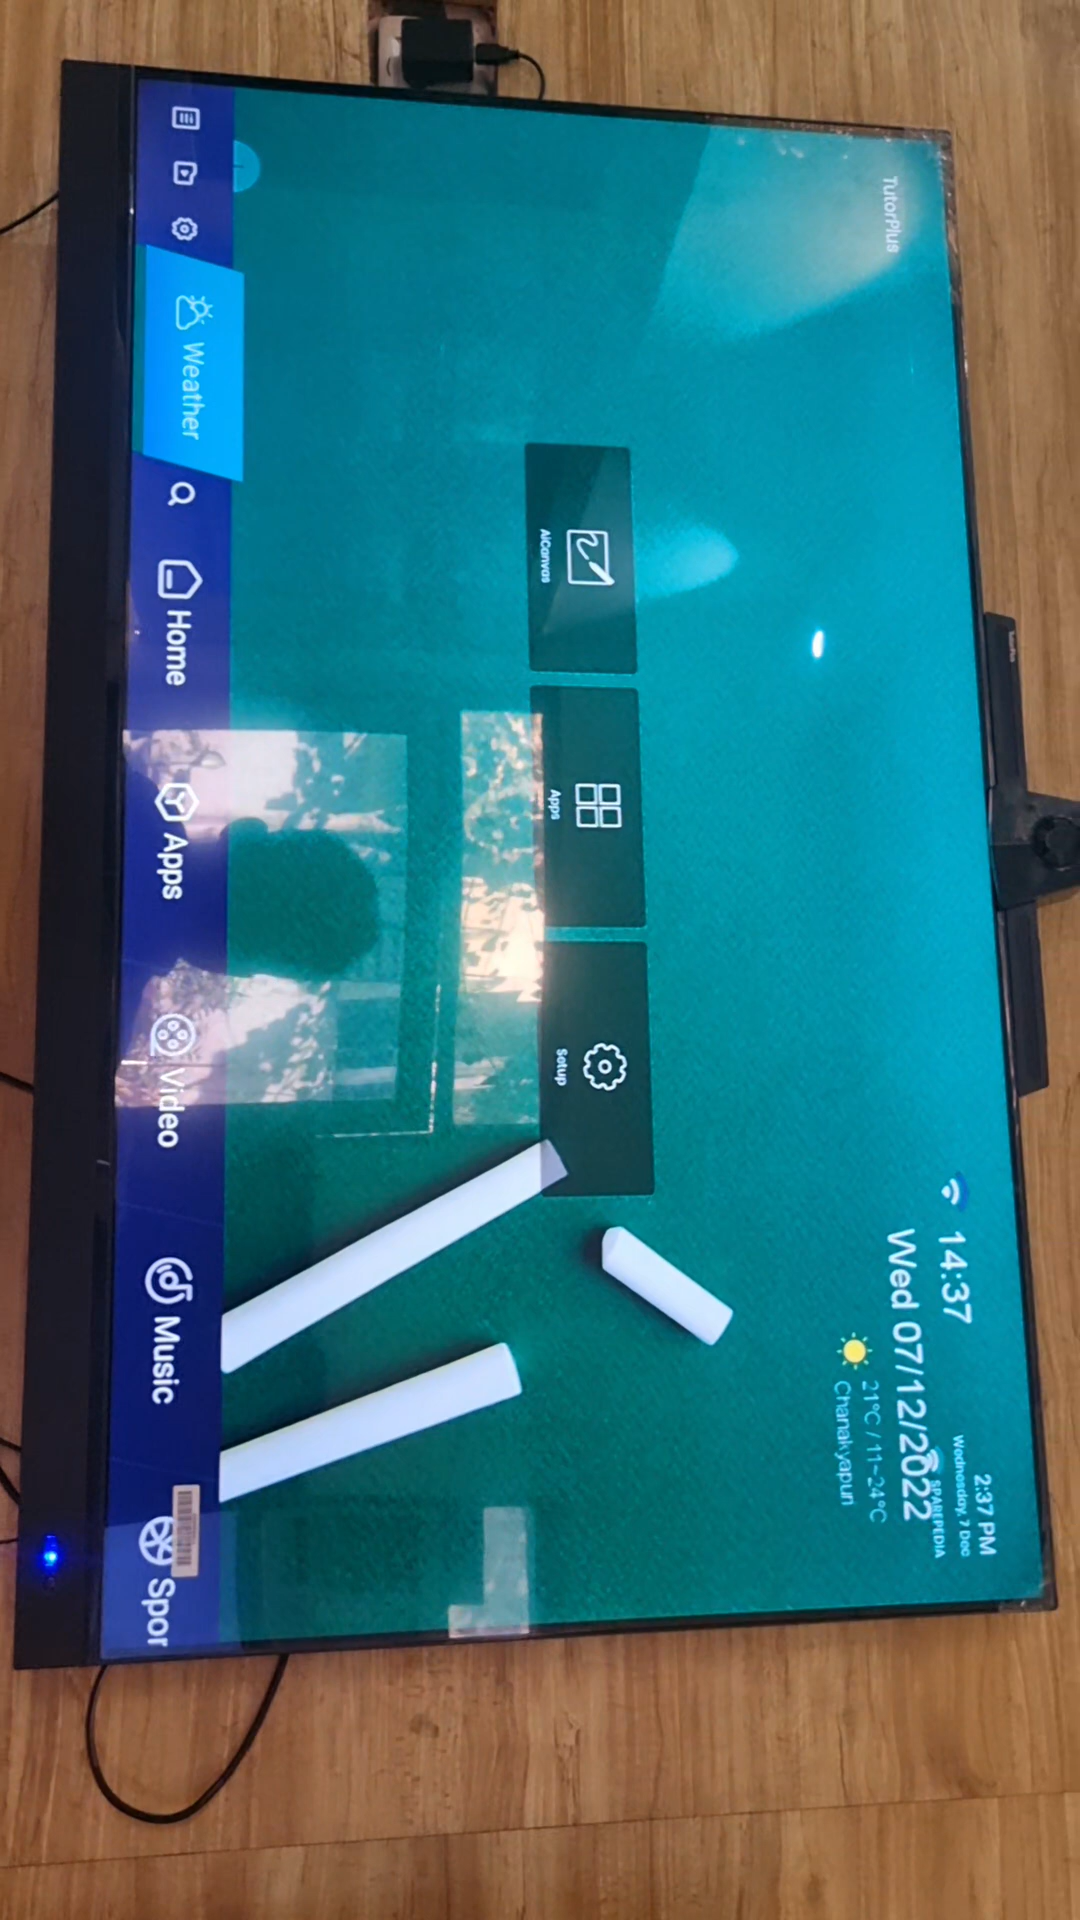 TutorPlus
14:37
2:37 PM
Wednesday, 7 Dec
Wed 07/12/2022
SPAREPEDIA
21°C / 11~24°C
Chanakyapuri
AiCanvas
Apps
Setup
Weather
Home
Apps
Video
Music
Spor